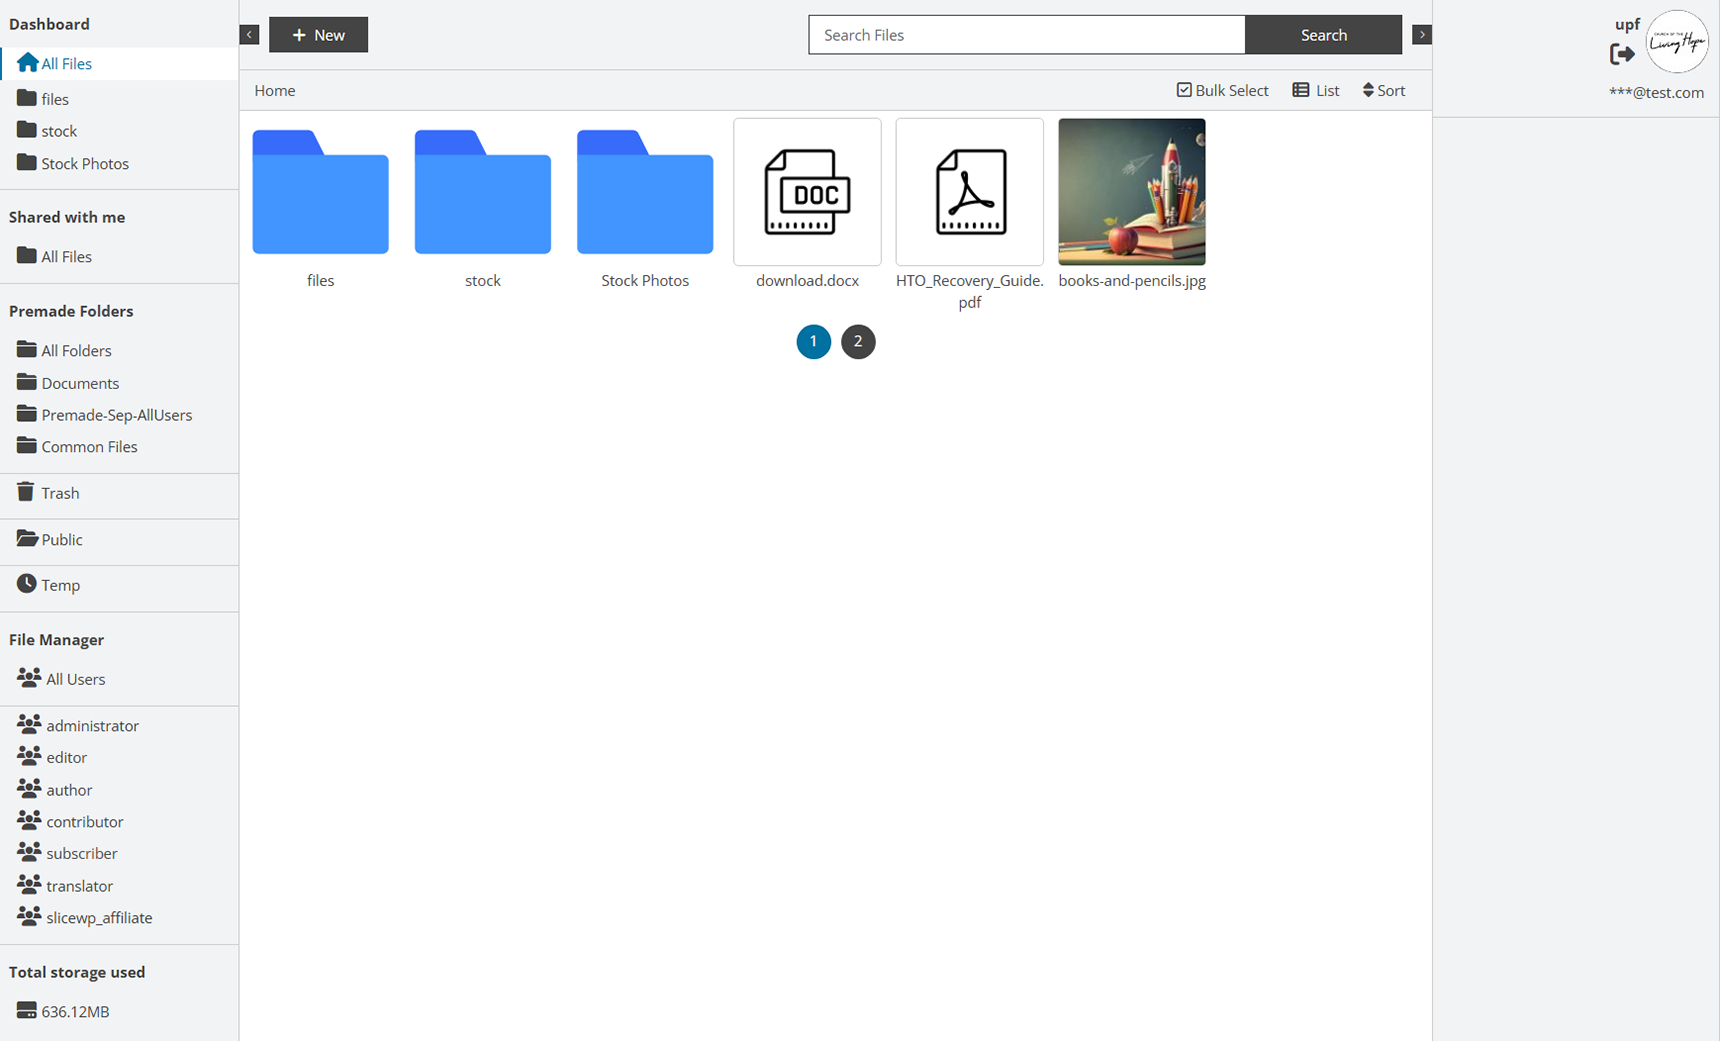 Dashboard
All Files
files
stock
Stock Photos
Shared with me
All Files
Premade Folders
All Folders
Documents
Premade-Sep-AllUsers
Common Files
Trash
Public
Temp
File Manager
All Users
administrator
editor
author
contributor
subscriber
translator
slicewp_affiliate
Total storage used
636.12MB
New
Search Files
Search
Home
Bulk Select
List
Sort
DOC
files
stock
Stock Photos
download.docx
HTO_Recovery_Guide.
pdf
books-and-pencils.jpg
1
2
upf
CHURCH OF THE
Living Hope
***@test.com